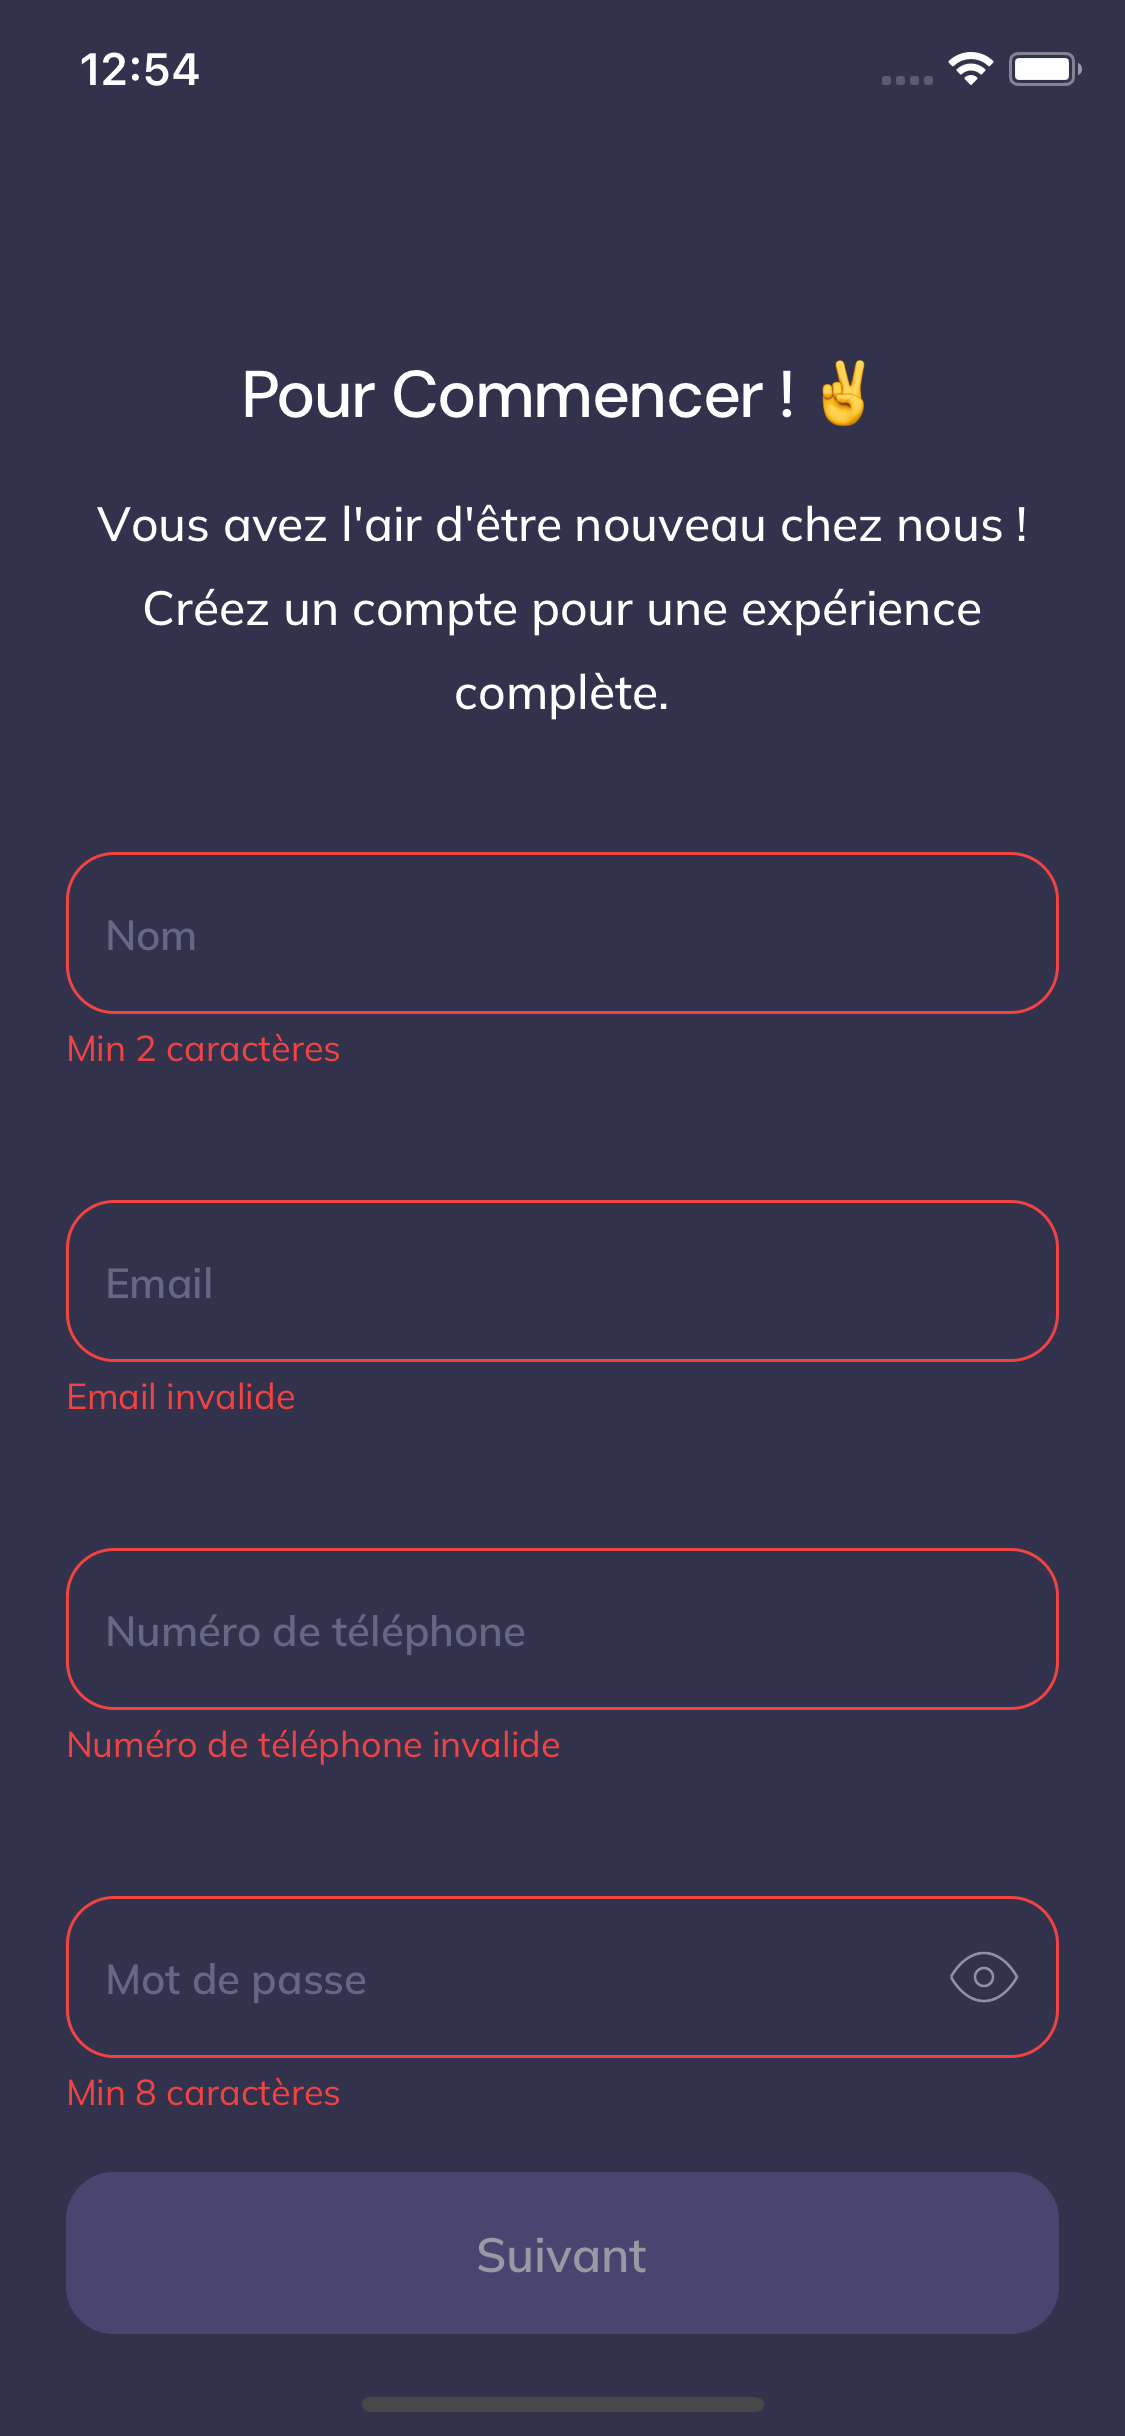 12:54
Pour Commencer ! ✌️
Vous avez l'air d'être nouveau chez nous !
Créez un compte pour une expérience
complète.
Nom
Min 2 caractères
Email
Email invalide
Numéro de téléphone
Numéro de téléphone invalide
Mot de passe
Min 8 caractères
Suivant